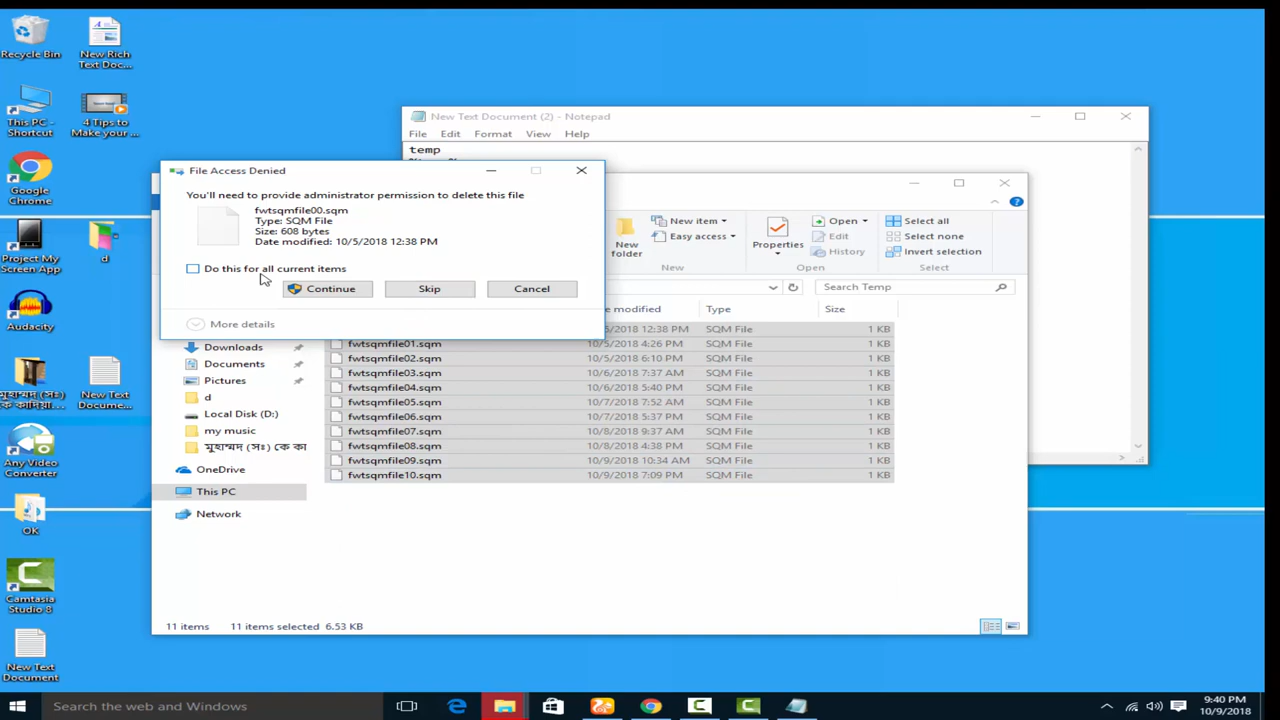 Recycle Bin
New Rich
Text Doc...
This PC -
Shortcut
4 Tips to
Make your ...
Google
Chrome
Project My
Screen App
d
Audacity
মুহাম্মদ (সঃ)
কে কাদিয়া...
New Text
Docume...
Any Video
Converter
OK
Camtasia
Studio 8
New Text
Document
New Text Document (2) - Notepad
File Edit Format View Help
temp
File Access Denied
You'll need to provide administrator permission to delete this file
fwtsqmfile00.sqm
Type: SQM File
Size: 608 bytes
Date modified: 10/5/2018 12:38 PM
Do this for all current items
Continue Skip Cancel
More details
New
folder
New item
Easy access
New
Properties
Open
Edit
History
Open
Select all
Select none
Invert selection
Select
Search Temp
modified Type Size
12:38 PM SQM File 1 KB
fwtsqmfile01.sqm 10/5/2018 4:26 PM SQM File 1 KB
fwtsqmfile02.sqm 10/5/2018 6:10 PM SQM File 1 KB
fwtsqmfile03.sqm 10/6/2018 7:37 AM SQM File 1 KB
fwtsqmfile04.sqm 10/6/2018 5:40 PM SQM File 1 KB
fwtsqmfile05.sqm 10/7/2018 7:52 AM SQM File 1 KB
fwtsqmfile06.sqm 10/7/2018 5:37 PM SQM File 1 KB
fwtsqmfile07.sqm 10/8/2018 9:37 AM SQM File 1 KB
fwtsqmfile08.sqm 10/8/2018 4:38 PM SQM File 1 KB
fwtsqmfile09.sqm 10/9/2018 10:34 AM SQM File 1 KB
fwtsqmfile10.sqm 10/9/2018 7:09 PM SQM File 1 KB
Downloads
Documents
Pictures
d
Local Disk (D:)
my music
মুহাম্মদ (সঃ) কে কা
OneDrive
This PC
Network
11 items 11 items selected 6.53 KB
Search the web and Windows
9:40 PM
10/9/2018